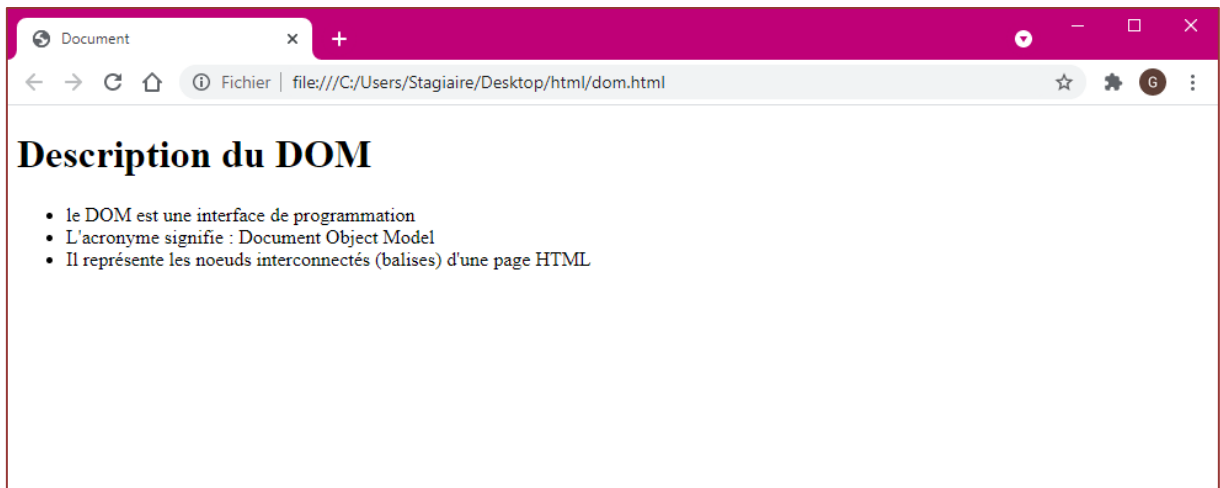 Document
Fichier | file:///C:/Users/Stagiaire/Desktop/html/dom.html
G
Description du DOM
• le DOM est une interface de programmation
• L'acronyme signifie : Document Object Model
• Il représente les noeuds interconnectés (balises) d'une page HTML